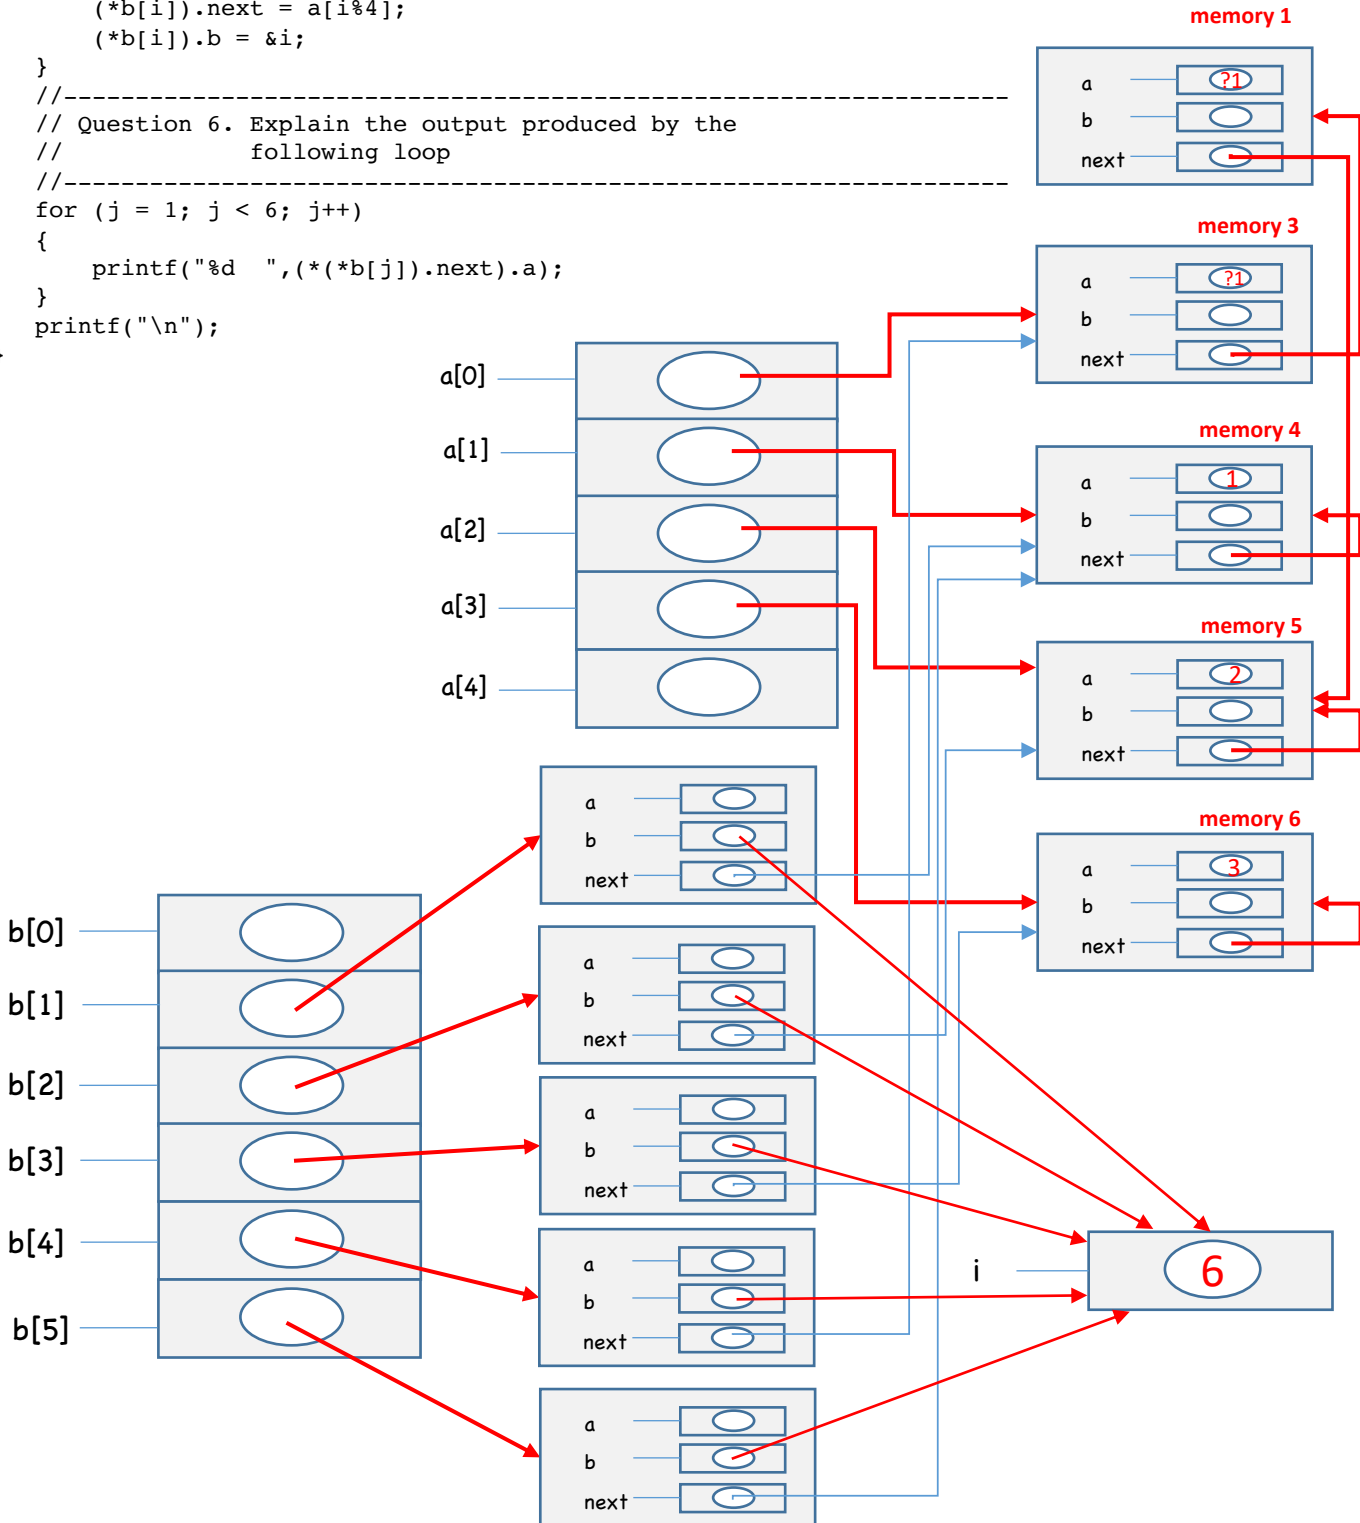 (*b[i]).next = a[i%4];
(*b[i]).b = &i;
}
//------------------------------------------------------------------
// Question 6. Explain the output produced by the
//             following loop
//------------------------------------------------------------------
for (j = 1; j < 6; j++)
{
    printf("%d  ",(*(*b[j]).next).a);
}
printf("\n");
memory 1
a
?1
b
next
memory 3
a
?1
b
next
memory 4
a
1
b
next
memory 5
a
2
b
next
memory 6
a
3
b
next
a[0]
a[1]
a[2]
a[3]
a[4]
a
b
next
a
b
next
a
b
next
a
b
next
a
b
next
b[0]
b[1]
b[2]
b[3]
b[4]
b[5]
i
6